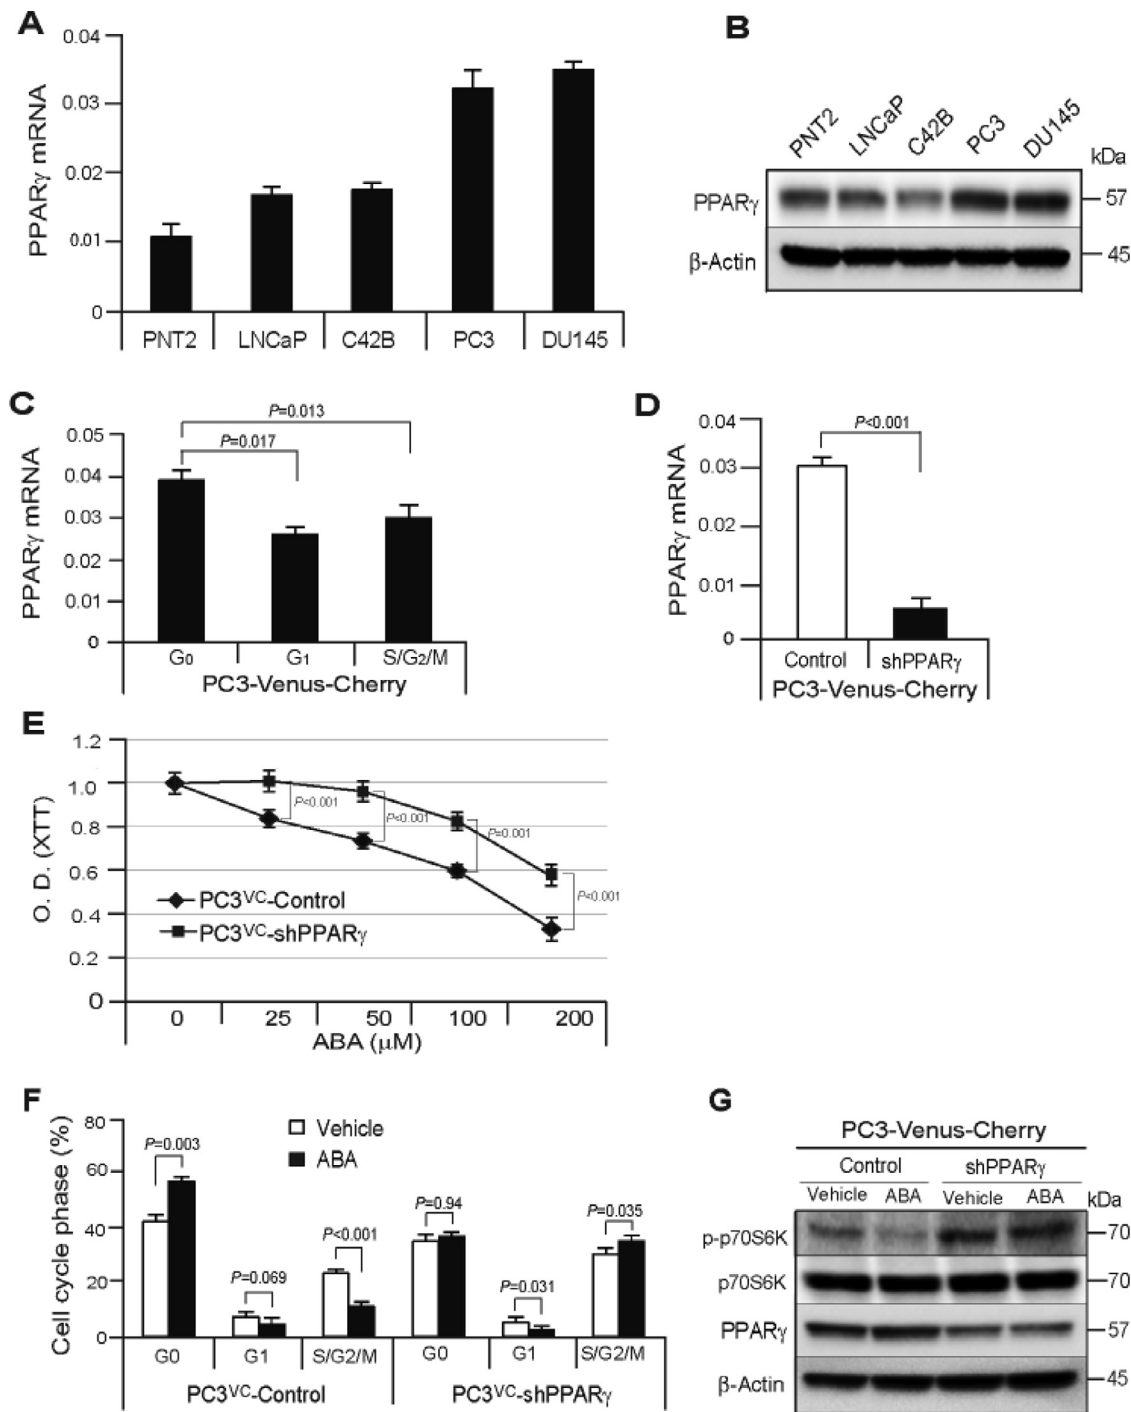 A
0.04
0.03
0.02
0.01
0
PPARγ mRNA
PNT2 LNCaP C42B PC3 DU145
B
PNT2 LNCaP C42B PC3 DU145
kDa
PPARγ 57
β-Actin 45
C
P=0.013
P=0.017
0.05
0.04
0.03
0.02
0.01
0
PPARγ mRNA
G0 G1 S/G2/M
PC3-Venus-Cherry
D
P<0.001
0.04
0.03
0.02
0.01
0
PPARγ mRNA
Control shPPARγ
PC3-Venus-Cherry
E
1.2
1.0
0.8
0.6
0.4
0.2
0
O. D. (XTT)
P<0.001
P<0.001
P=0.001
P<0.001
PC3VC-Control
PC3VC-shPPARγ
0 25 50 100 200
ABA (μM)
F
80
60
40
20
0
Cell cycle phase (%)
Vehicle
ABA
P=0.003
P=0.069
P<0.001
P=0.94
P=0.031
P=0.035
G0 G1 S/G2/M G0 G1 S/G2/M
PC3VC-Control PC3VC-shPPARγ
G
PC3-Venus-Cherry
Control shPPARγ
Vehicle ABA Vehicle ABA kDa
p-p70S6K 70
p70S6K 70
PPARγ 57
β-Actin 45